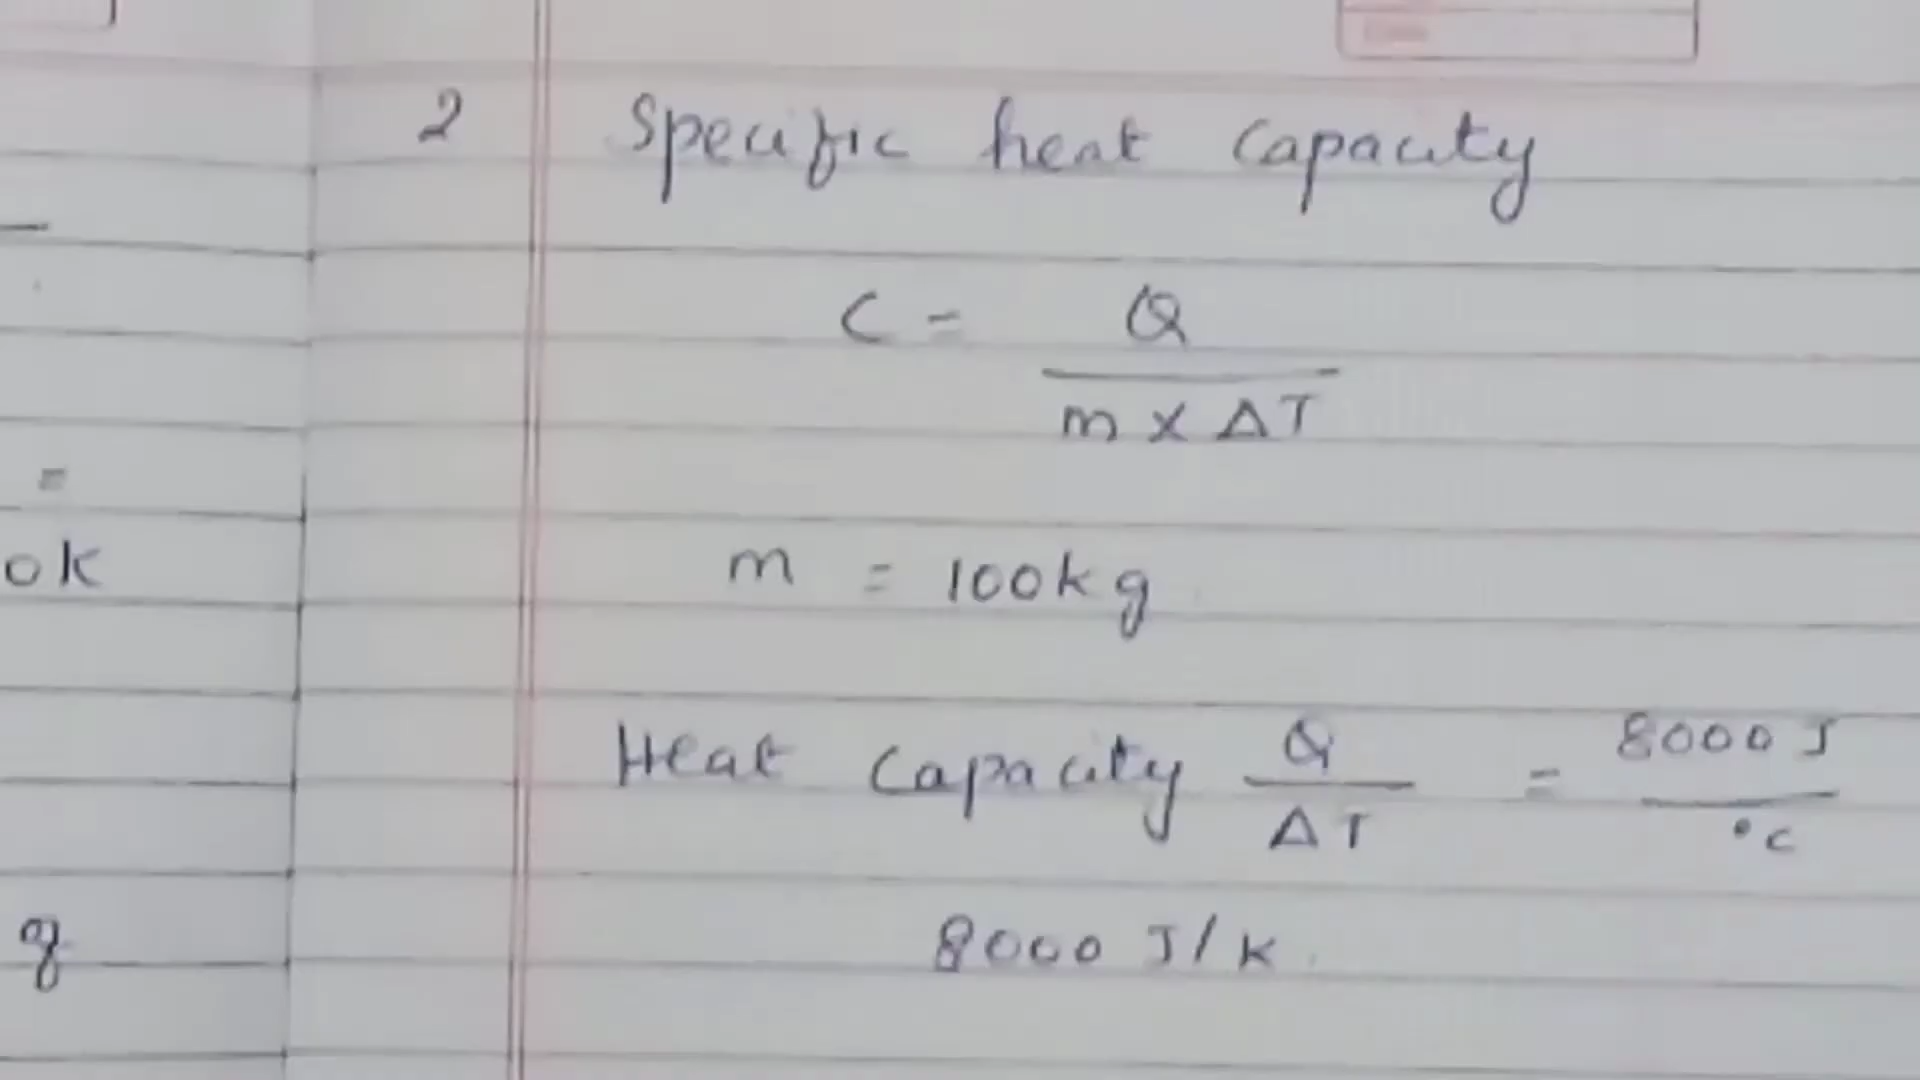 2 Specific heat capacity
C = Q
m x ΔT
=
ok
m = 100kg
Heat capacity Q/ΔT = 8000 J/°C
8000 J/k.
g